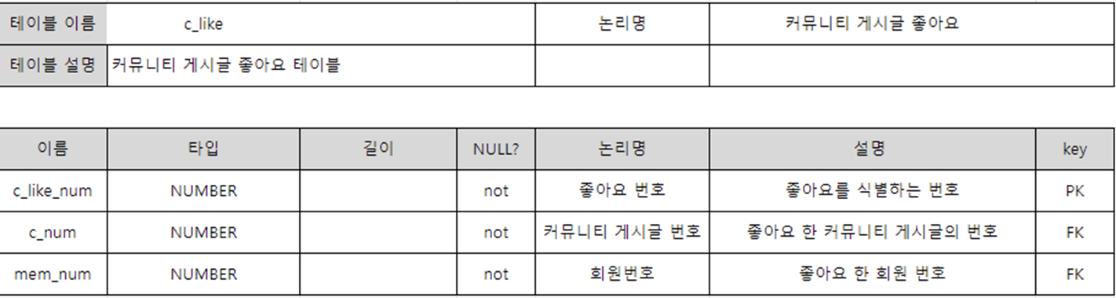 테이블 이름 c_like 논리명 커뮤니티 게시글 좋아요
테이블 설명 커뮤니티 게시글 좋아요 테이블
이름 타입 길이 NULL? 논리명 설명 key
c_like_num NUMBER not 좋아요 번호 좋아요를 식별하는 번호 PK
c_num NUMBER not 커뮤니티 게시글 번호 좋아요 한 커뮤니티 게시글의 번호 FK
mem_num NUMBER not 회원번호 좋아요 한 회원 번호 FK